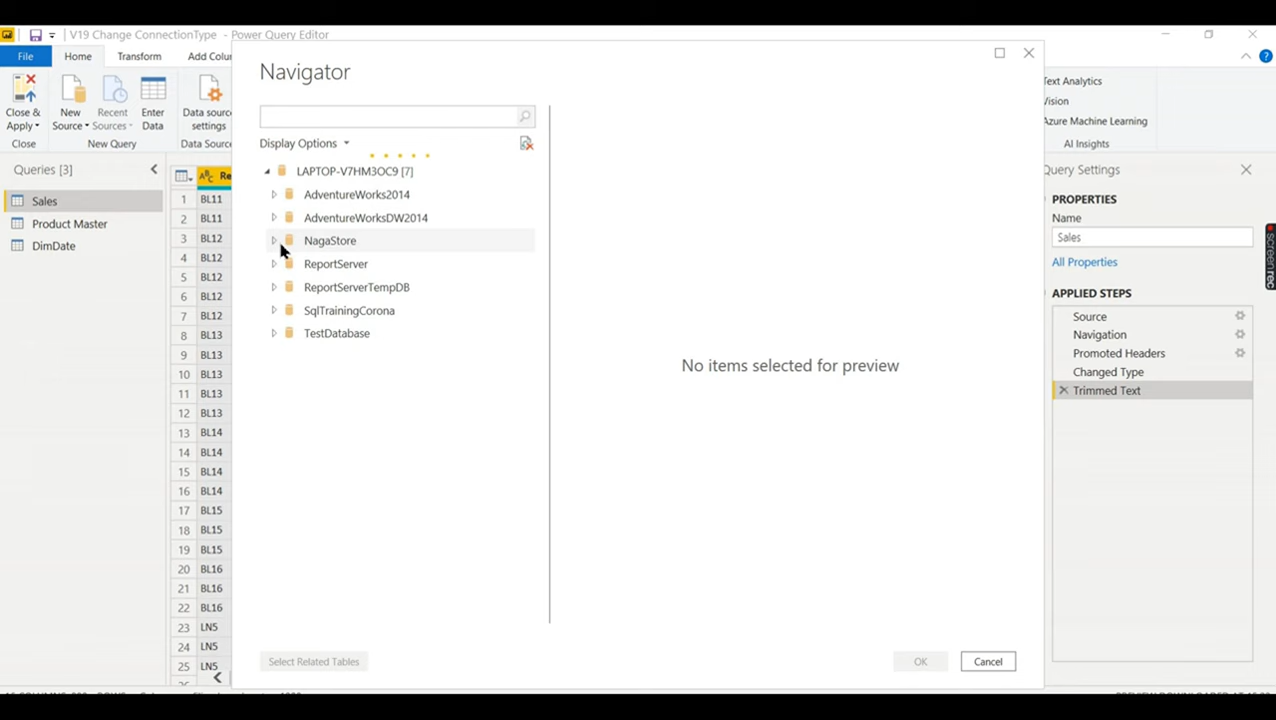 V19 Change ConnectionType - Power Query Editor
File
Home
Transform
Add Colu
Close &
Apply
Close
New
Source
Recent
Sources
Enter
Data
New Query
Data source
settings
Data Source
Text Analytics
Vision
Azure Machine Learning
AI Insights
Queries [3]
Sales
Product Master
DimDate
Re
1 BL11
2 BL11
3 BL12
4 BL12
5 BL12
6 BL12
7 BL12
8 BL13
9 BL13
10 BL13
11 BL13
12 BL13
13 BL14
14 BL14
15 BL14
16 BL14
17 BL15
18 BL15
19 BL15
20 BL16
21 BL16
22 BL16
23 LN5
24 LN5
25 LN5
Navigator
Display Options
LAPTOP-V7HM3OC9 [7]
AdventureWorks2014
AdventureWorksDW2014
NagaStore
ReportServer
ReportServerTempDB
SqlTrainingCorona
TestDatabase
No items selected for preview
Select Related Tables
OK
Cancel
Query Settings
PROPERTIES
Name
Sales
All Properties
APPLIED STEPS
Source
Navigation
Promoted Headers
Changed Type
Trimmed Text
screenrec